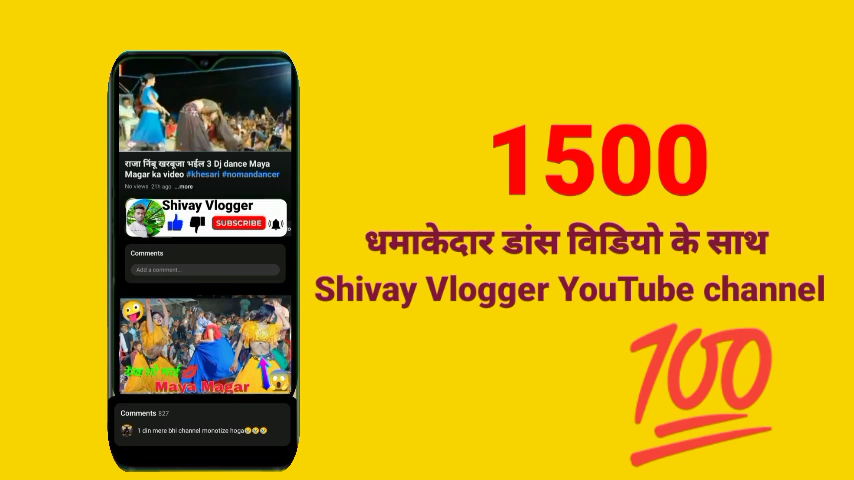 राजा निंबू खरबूजा भईल 3 Dj dance Maya
Magar ka video #khesari #nomandancer
No views 21h ago ...more
Shivay Vlogger
SUBSCRIBE
Comments
Add a comment...
Maya Magar
Comments 827
1 din mere bhi channel monotize hoga😢😢😢
1500
धमाकेदार डांस विडियो के साथ
Shivay Vlogger YouTube channel
💯